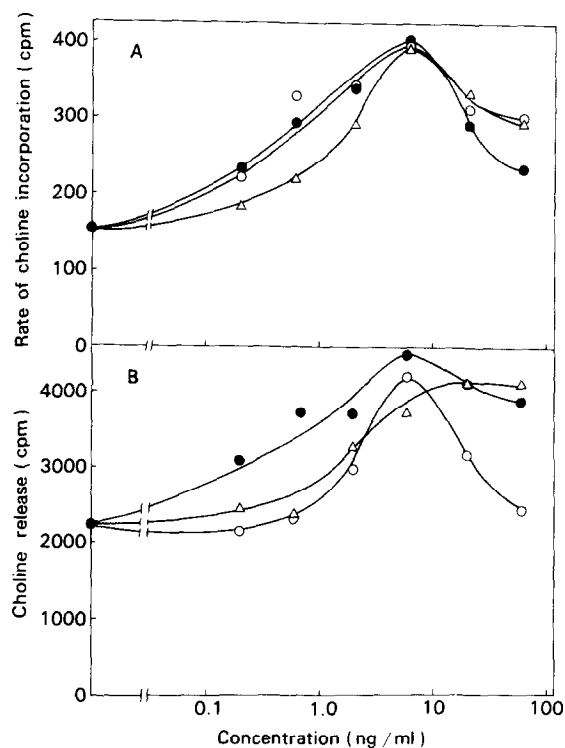 A
Rate of choline incorporation (cpm)
400
300
200
100
0
B
Choline release (cpm)
4000
3000
2000
1000
0
0.1
1.0
10
100
Concentration (ng/ml)